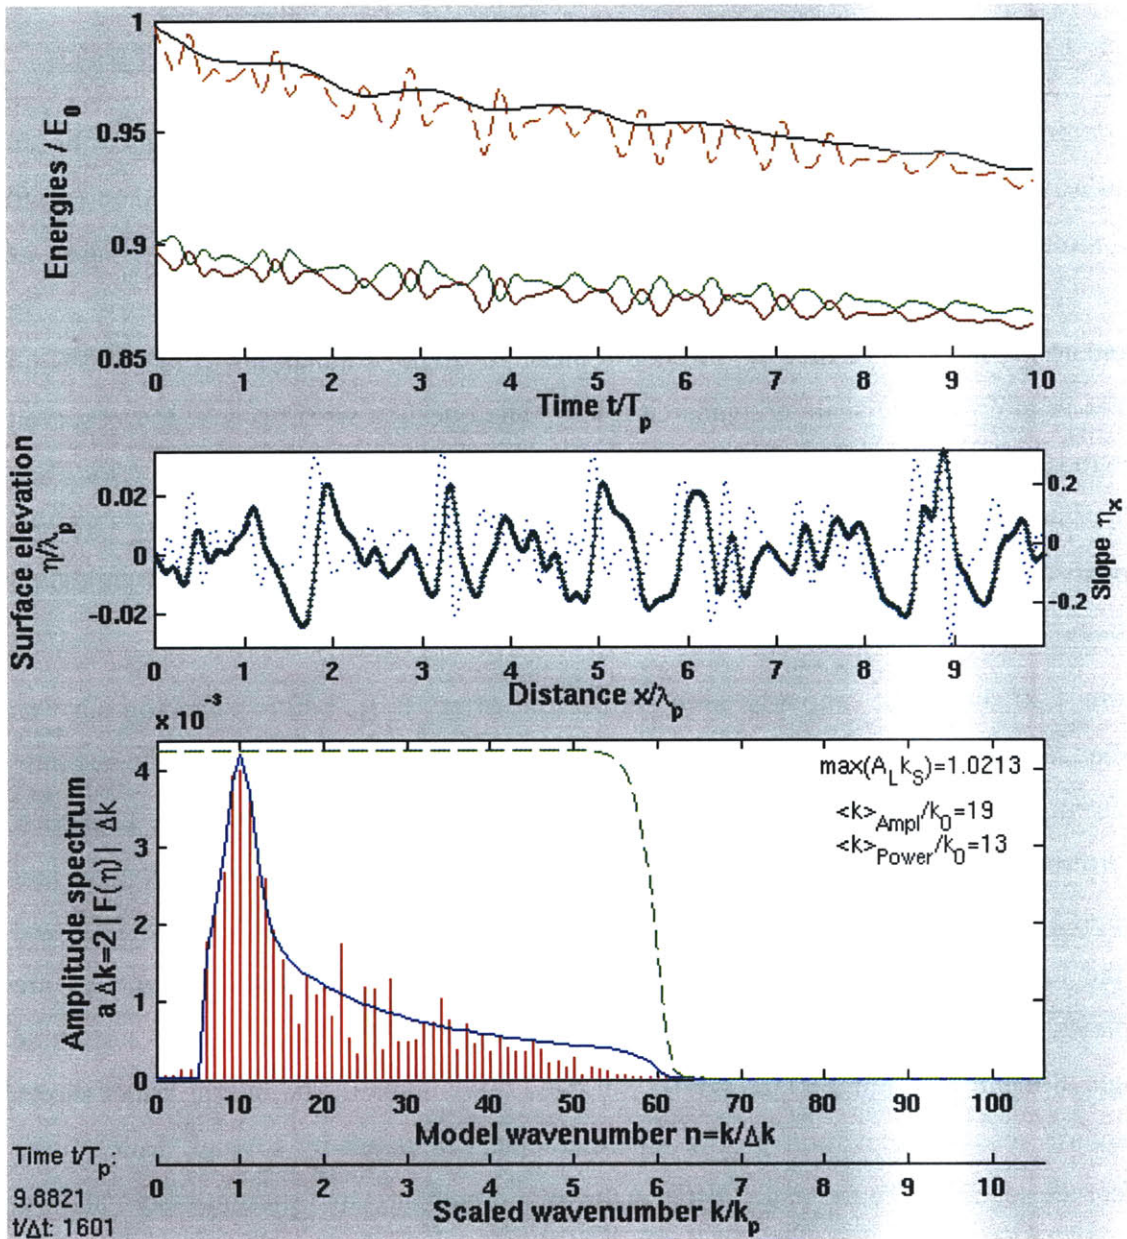 1
0.95
0.9
0.85
Energies / E₀
0 1 2 3 4 5 6 7 8 9 10
Time t/Tₚ
Surface elevation
η/λₚ
0.02
0
-0.02
0.2
0
-0.2
Slope ηₓ
0 1 2 3 4 5 6 7 8 9
Distance x/λₚ
x 10⁻³
Amplitude spectrum
a Δk=2 | F(η) | Δk
4
3
2
1
0
max(A_L k_S)=1.0213
<k>_Ampl/k₀=19
<k>_Power/k₀=13
0 10 20 30 40 50 60 70 80 90 100
Model wavenumber n=k/Δk
0 1 2 3 4 5 6 7 8 9 10
Scaled wavenumber k/kₚ
Time t/Tₚ:
9.8821
t/Δt: 1601